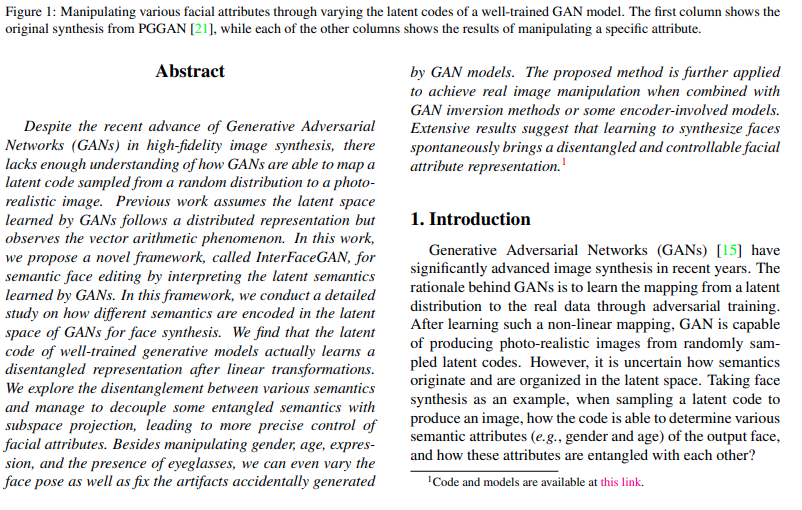 Figure 1: Manipulating various facial attributes through varying the latent codes of a well-trained GAN model. The first column shows the
original synthesis from PGGAN [21], while each of the other columns shows the results of manipulating a specific attribute.
Abstract
Despite the recent advance of Generative Adversarial
Networks (GANs) in high-fidelity image synthesis, there
lacks enough understanding of how GANs are able to map a
latent code sampled from a random distribution to a photo-
realistic image. Previous work assumes the latent space
learned by GANs follows a distributed representation but
observes the vector arithmetic phenomenon. In this work,
we propose a novel framework, called InterFaceGAN, for
semantic face editing by interpreting the latent semantics
learned by GANs. In this framework, we conduct a detailed
study on how different semantics are encoded in the latent
space of GANs for face synthesis. We find that the latent
code of well-trained generative models actually learns a
disentangled representation after linear transformations.
We explore the disentanglement between various semantics
and manage to decouple some entangled semantics with
subspace projection, leading to more precise control of
facial attributes. Besides manipulating gender, age, expres-
sion, and the presence of eyeglasses, we can even vary the
face pose as well as fix the artifacts accidentally generated
by GAN models. The proposed method is further applied
to achieve real image manipulation when combined with
GAN inversion methods or some encoder-involved models.
Extensive results suggest that learning to synthesize faces
spontaneously brings a disentangled and controllable facial
attribute representation.1
1. Introduction
Generative Adversarial Networks (GANs) [15] have
significantly advanced image synthesis in recent years. The
rationale behind GANs is to learn the mapping from a latent
distribution to the real data through adversarial training.
After learning such a non-linear mapping, GAN is capable
of producing photo-realistic images from randomly sam-
pled latent codes. However, it is uncertain how semantics
originate and are organized in the latent space. Taking face
synthesis as an example, when sampling a latent code to
produce an image, how the code is able to determine various
semantic attributes (e.g., gender and age) of the output face,
and how these attributes are entangled with each other?
1Code and models are available at this link.